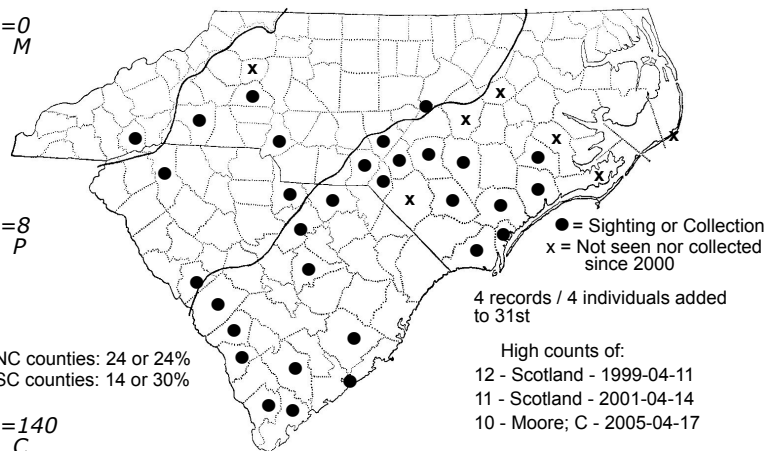 =0
M
=8
P
=140
C
● = Sighting or Collection
x = Not seen nor collected
since 2000
4 records / 4 individuals added
to 31st
High counts of:
12 - Scotland - 1999-04-11
11 - Scotland - 2001-04-14
10 - Moore; C - 2005-04-17
NC counties: 24 or 24%
SC counties: 14 or 30%
x
x
x
x
x
x
x